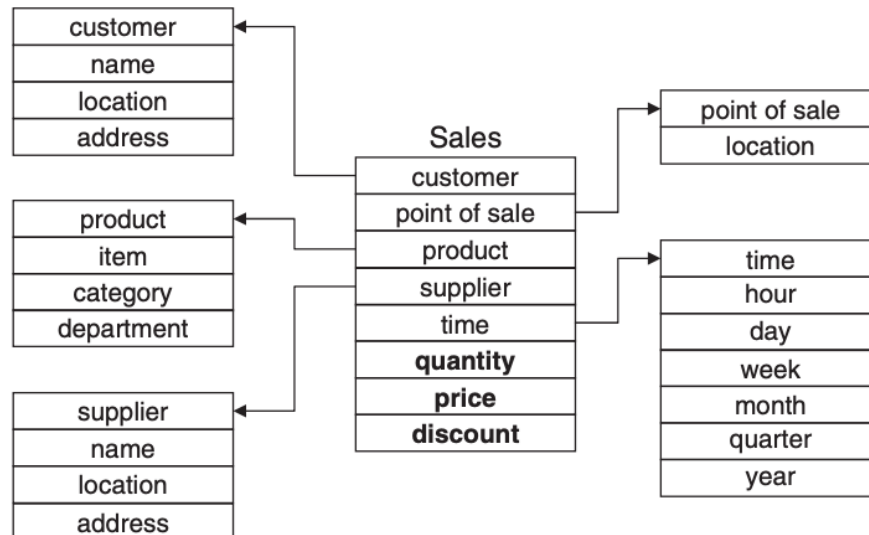 customer
name
location
address
product
item
category
department
supplier
name
location
address
Sales
customer
point of sale
product
supplier
time
quantity
price
discount
point of sale
location
time
hour
day
week
month
quarter
year